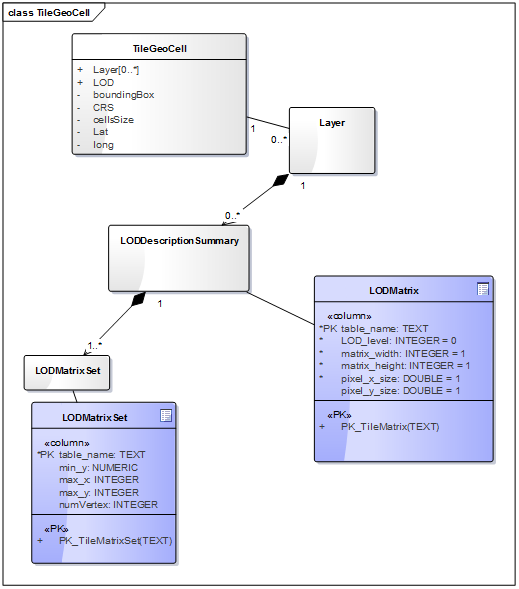 class TileGeoCell
TileGeoCell
+ Layer[0..*]
+ LOD
- boundingBox
- CRS
- cellsSize
- Lat
- long
1
0..*
Layer
1
0..*
LODDescriptionSummary
1
1..*
LODMatrixSet
LODMatrix
«column»
*PK table_name: TEXT
* LOD_level: INTEGER = 0
* matrix_width: INTEGER = 1
* matrix_height: INTEGER = 1
* pixel_x_size: DOUBLE = 1
pixel_y_size: DOUBLE = 1
«PK»
+ PK_TileMatrix(TEXT)
LODMatrixSet
«column»
*PK table_name: TEXT
min_y: NUMERIC
max_x: INTEGER
max_y: INTEGER
numVertex: INTEGER
«PK»
+ PK_TileMatrixSet(TEXT)